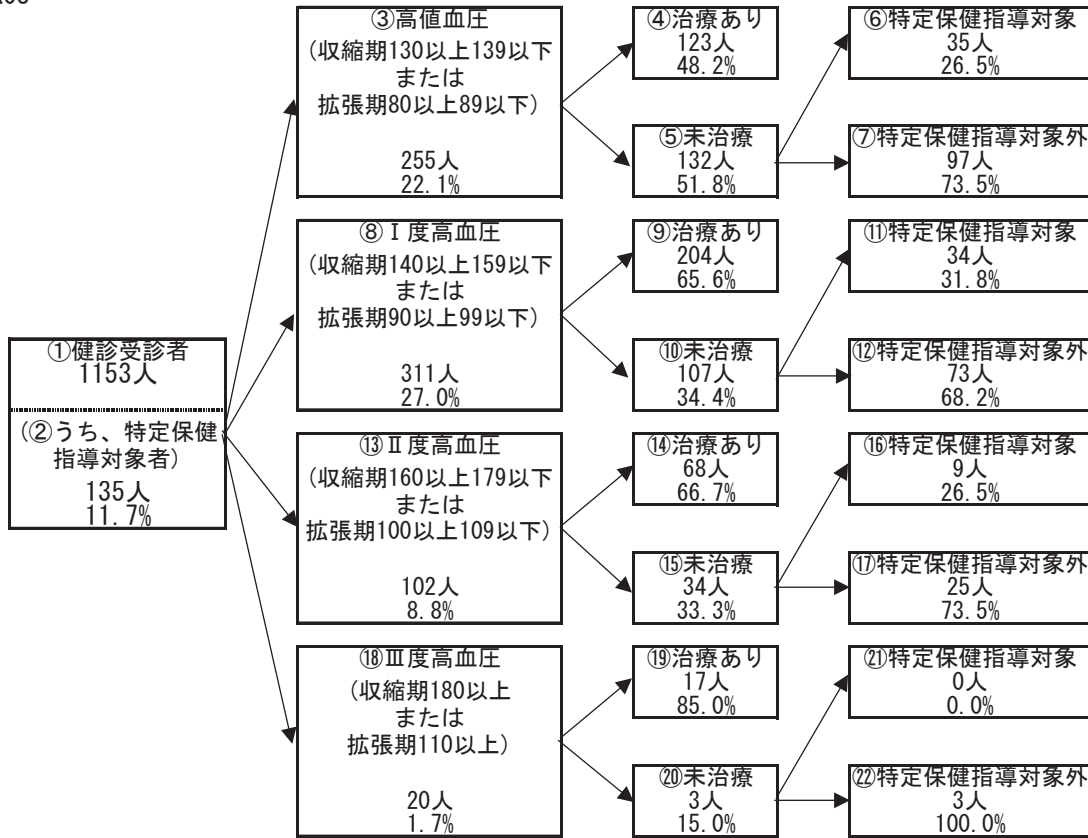 ①健診受診者
1153人
(②うち、特定保健
指導対象者)
135人
11.7%
③高値血圧
(収縮期130以上139以下
または
拡張期80以上89以下)
255人
22.1%
④治療あり
123人
48.2%
⑤未治療
132人
51.8%
⑥特定保健指導対象
35人
26.5%
⑦特定保健指導対象外
97人
73.5%
⑧Ⅰ度高血圧
(収縮期140以上159以下
または
拡張期90以上99以下)
311人
27.0%
⑨治療あり
204人
65.6%
⑩未治療
107人
34.4%
⑪特定保健指導対象
34人
31.8%
⑫特定保健指導対象外
73人
68.2%
⑬Ⅱ度高血圧
(収縮期160以上179以下
または
拡張期100以上109以下)
102人
8.8%
⑭治療あり
68人
66.7%
⑮未治療
34人
33.3%
⑯特定保健指導対象
9人
26.5%
⑰特定保健指導対象外
25人
73.5%
⑱Ⅲ度高血圧
(収縮期180以上
または
拡張期110以上)
20人
1.7%
⑲治療あり
17人
85.0%
⑳未治療
3人
15.0%
㉑特定保健指導対象
0人
0.0%
㉒特定保健指導対象外
3人
100.0%